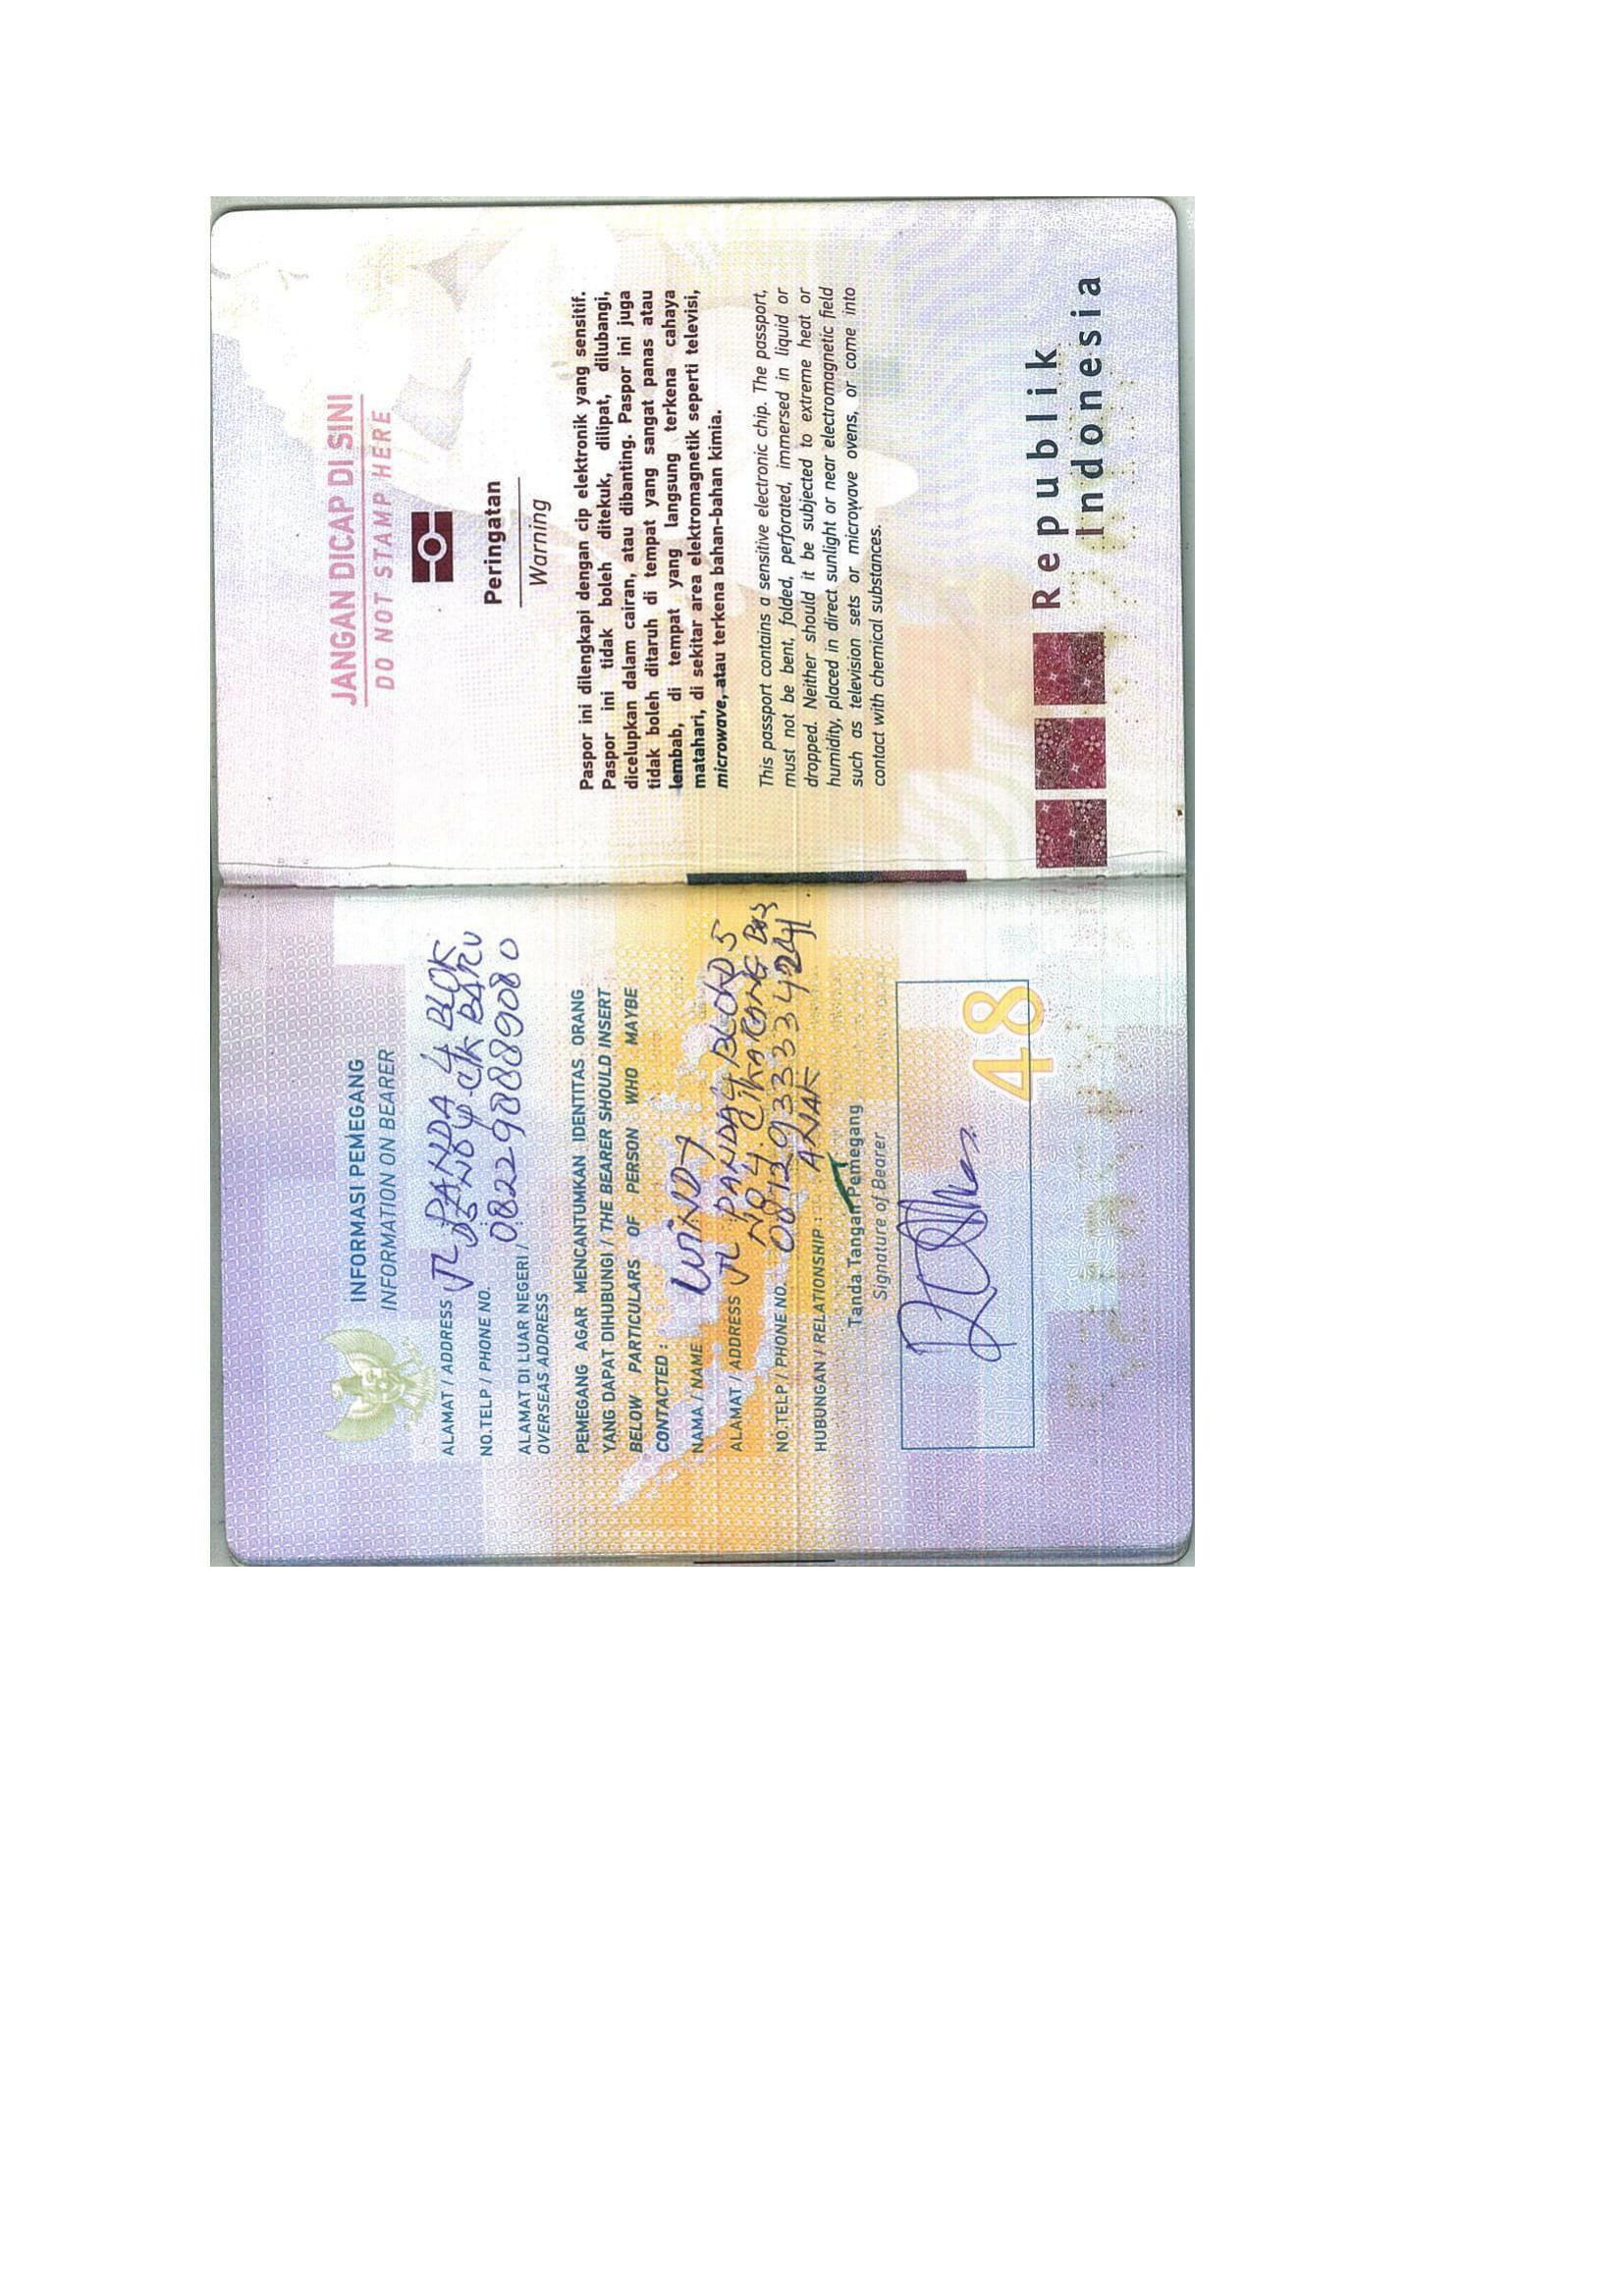 INFORMASI PEMEGANG
INFORMATION ON BEARER
ALAMAT / ADDRESS JL PANDA 4 BLOK
CIK BARU
NO.TELP / PHONE NO. 082298889080
ALAMAT DI LUAR NEGERI /
OVERSEAS ADDRESS
PEMEGANG AGAR MENCANTUMKAN IDENTITAS ORANG
YANG DAPAT DIHUBUNGI / THE BEARER SHOULD INSERT
BELOW PARTICULARS OF PERSON WHO MAYBE
CONTACTED :
NAMA / NAME WINDY
ALAMAT / ADDRESS JL PANDA 4 BLOK D5
NO 4. CIKARANG
NO.TELP / PHONE NO.
HUBUNGAN / RELATIONSHIP : ANAK
Tanda Tangan Pemegang
Signature of Bearer
48
JANGAN DICAP DI SINI
DO NOT STAMP HERE
Peringatan
Warning
Paspor ini dilengkapi dengan cip elektronik yang sensitif.
Paspor ini tidak boleh ditekuk, dilipat, dilubangi,
dicelupkan dalam cairan, atau dibanting. Paspor ini juga
tidak boleh ditaruh di tempat yang sangat panas atau
lembab, di tempat yang langsung terkena cahaya
matahari, di sekitar area elektromagnetik seperti televisi,
microwave, atau terkena bahan-bahan kimia.
This passport contains a sensitive electronic chip. The passport,
must not be bent, folded, perforated, immersed in liquid or
dropped. Neither should it be subjected to extreme heat or
humidity, placed in direct sunlight or near electromagnetic field
such as television sets or microwave ovens, or come into
contact with chemical substances.
Republik
Indonesia